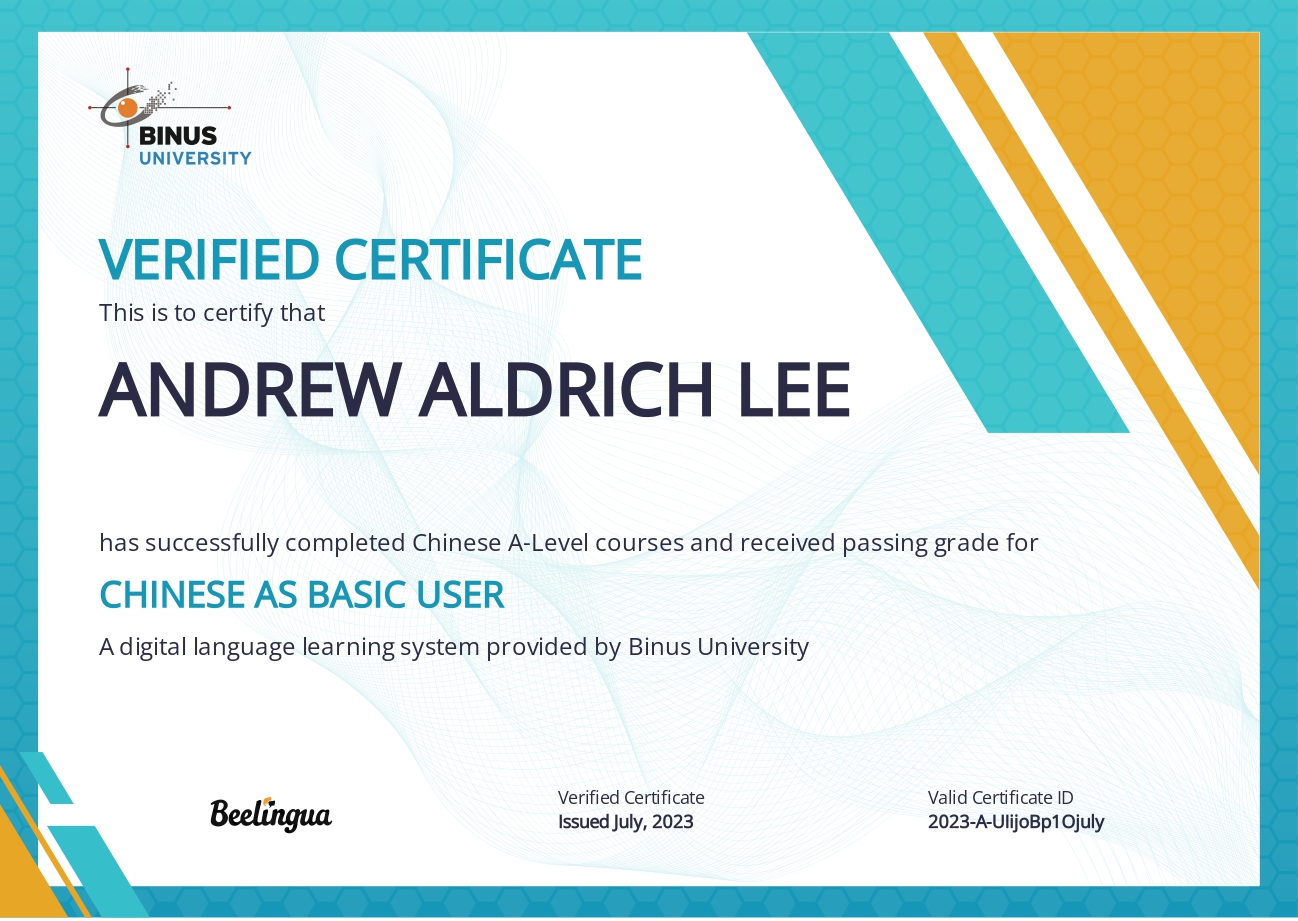 BINUS
UNIVERSITY
VERIFIED CERTIFICATE
This is to certify that
ANDREW ALDRICH LEE
has successfully completed Chinese A-Level courses and received passing grade for
CHINESE AS BASIC USER
A digital language learning system provided by Binus University
Beelingua
Verified Certificate
Issued July, 2023
Valid Certificate ID
2023-A-UIijoBp1Ojuly